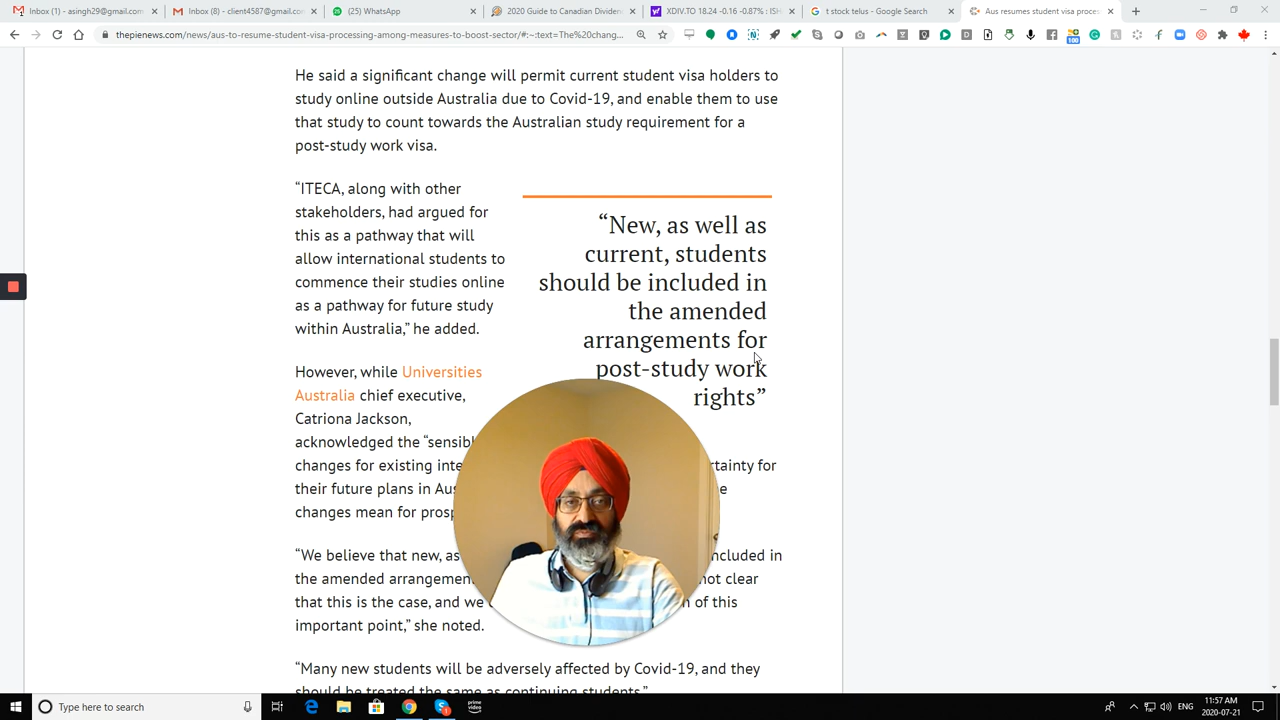 Inbox (1) - asingh29@gmail.com
Inbox (8) - client4587@gmail.com
(25) WhatsApp
2020 Guide to Canadian Dividen
XDIV.TO 18.24 -0.91 -0.87% : ISH
t stock telus - Google Search
Aus resumes student visa proces
thepienews.com/news/aus-to-resume-student-visa-processing-among-measures-to-boost-sector/#:~:text=The%20chang...
100
He said a significant change will permit current student visa holders to
study online outside Australia due to Covid-19, and enable them to use
that study to count towards the Australian study requirement for a
post-study work visa.
“ITECA, along with other
stakeholders, had argued for
this as a pathway that will
allow international students to
commence their studies online
as a pathway for future study
within Australia,” he added.
“New, as well as
current, students
should be included in
the amended
arrangements for
post-study work
rights”
However, while Universities
Australia chief executive,
Catriona Jackson,
acknowledged the “sensibl
changes for existing inte rtainty for
their future plans in Aus e
changes mean for prosp
“We believe that new, as included in
the amended arrangemen not clear
that this is the case, and we n of this
important point,” she noted.
“Many new students will be adversely affected by Covid-19, and they
should be treated the same as continuing students.”
Type here to search
prime
video
ENG
11:57 AM
2020-07-21